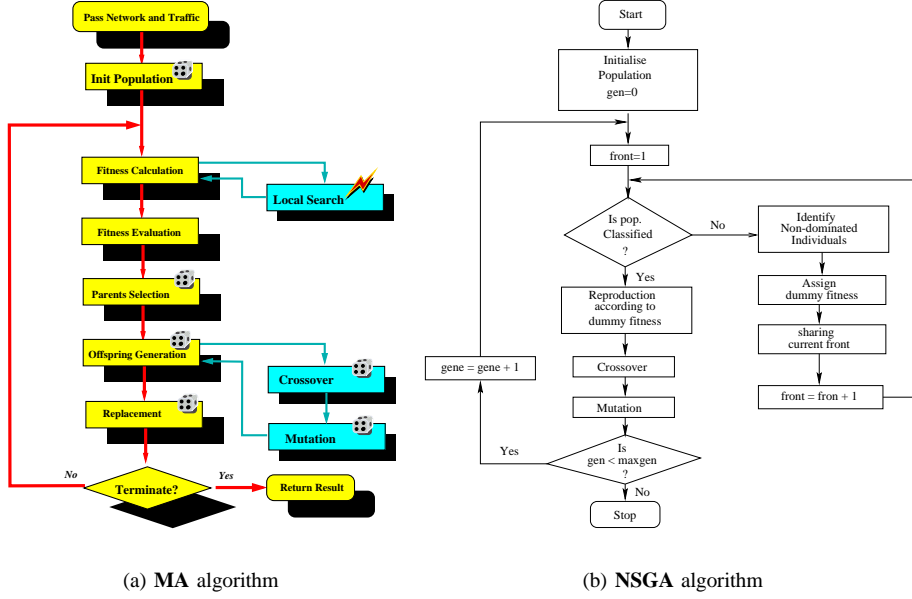 Pass Network and Traffic
Init Population
Fitness Calculation
Local Search
Fitness Evaluation
Parents Selection
Offspring Generation
Crossover
Replacement
Mutation
No
Terminate?
Yes
Return Result
(a) MA algorithm
Start
Initialise
Population
gen=0
front=1
Is pop.
Classified
?
No
Identify
Non-dominated
Individuals
Yes
Assign
dummy fitness
Reproduction
according to
dummy fitness
sharing
current front
gene = gene + 1
Crossover
front = fron + 1
Mutation
Is
gen < maxgen
?
Yes
No
Stop
(b) NSGA algorithm